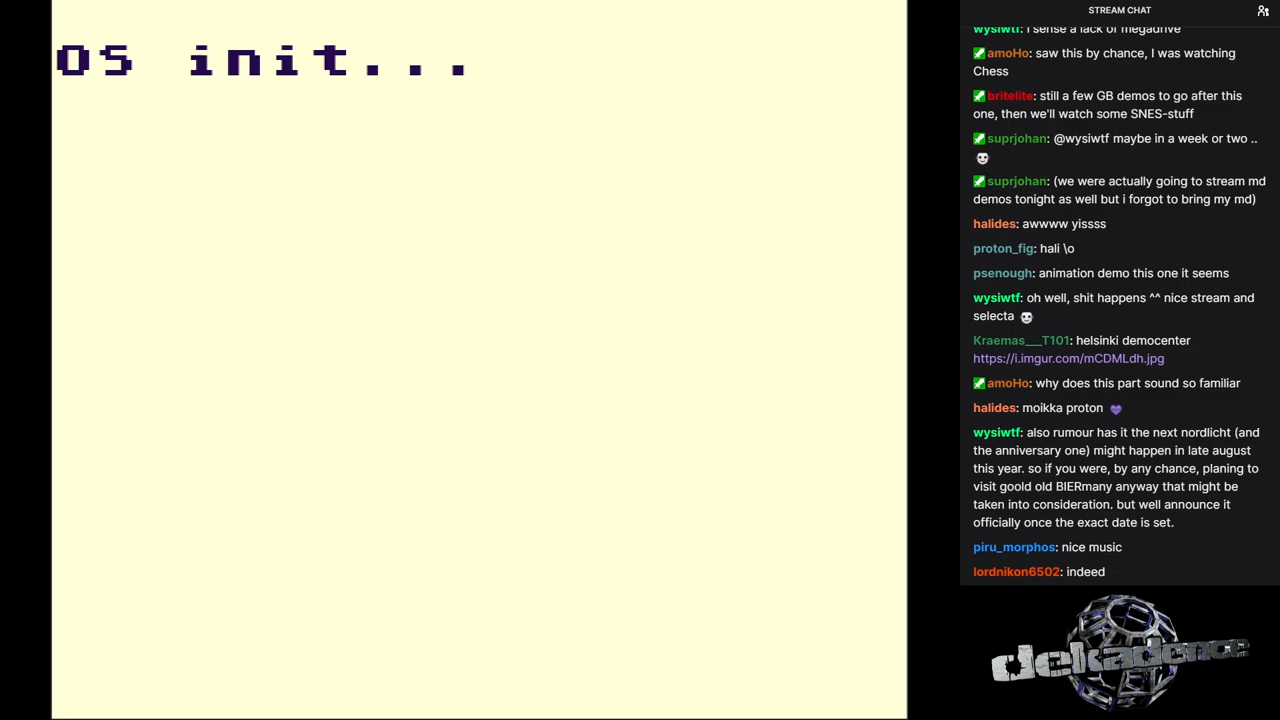 OS init...
STREAM CHAT
wysiwtf: I sense a lack of megadrive
amoHo: saw this by chance, I was watching
Chess
britelite: still a few GB demos to go after this
one, then we'll watch some SNES-stuff
suprjohan: @wysiwtf maybe in a week or two ..
suprjohan: (we were actually going to stream md
demos tonight as well but i forgot to bring my md)
halides: awwww yissss
proton_fig: hali \o
psenough: animation demo this one it seems
wysiwtf: oh well, shit happens ^^ nice stream and
selecta
Kraemas___T101: helsinki democenter
https://i.imgur.com/mCDMLdh.jpg
amoHo: why does this part sound so familiar
halides: moikka proton
wysiwtf: also rumour has it the next nordlicht (and
the anniversary one) might happen in late august
this year. so if you were, by any chance, planing to
visit goold old BIERmany anyway that might be
taken into consideration. but well announce it
officially once the exact date is set.
piru_morphos: nice music
lordnikon6502: indeed
dekadence